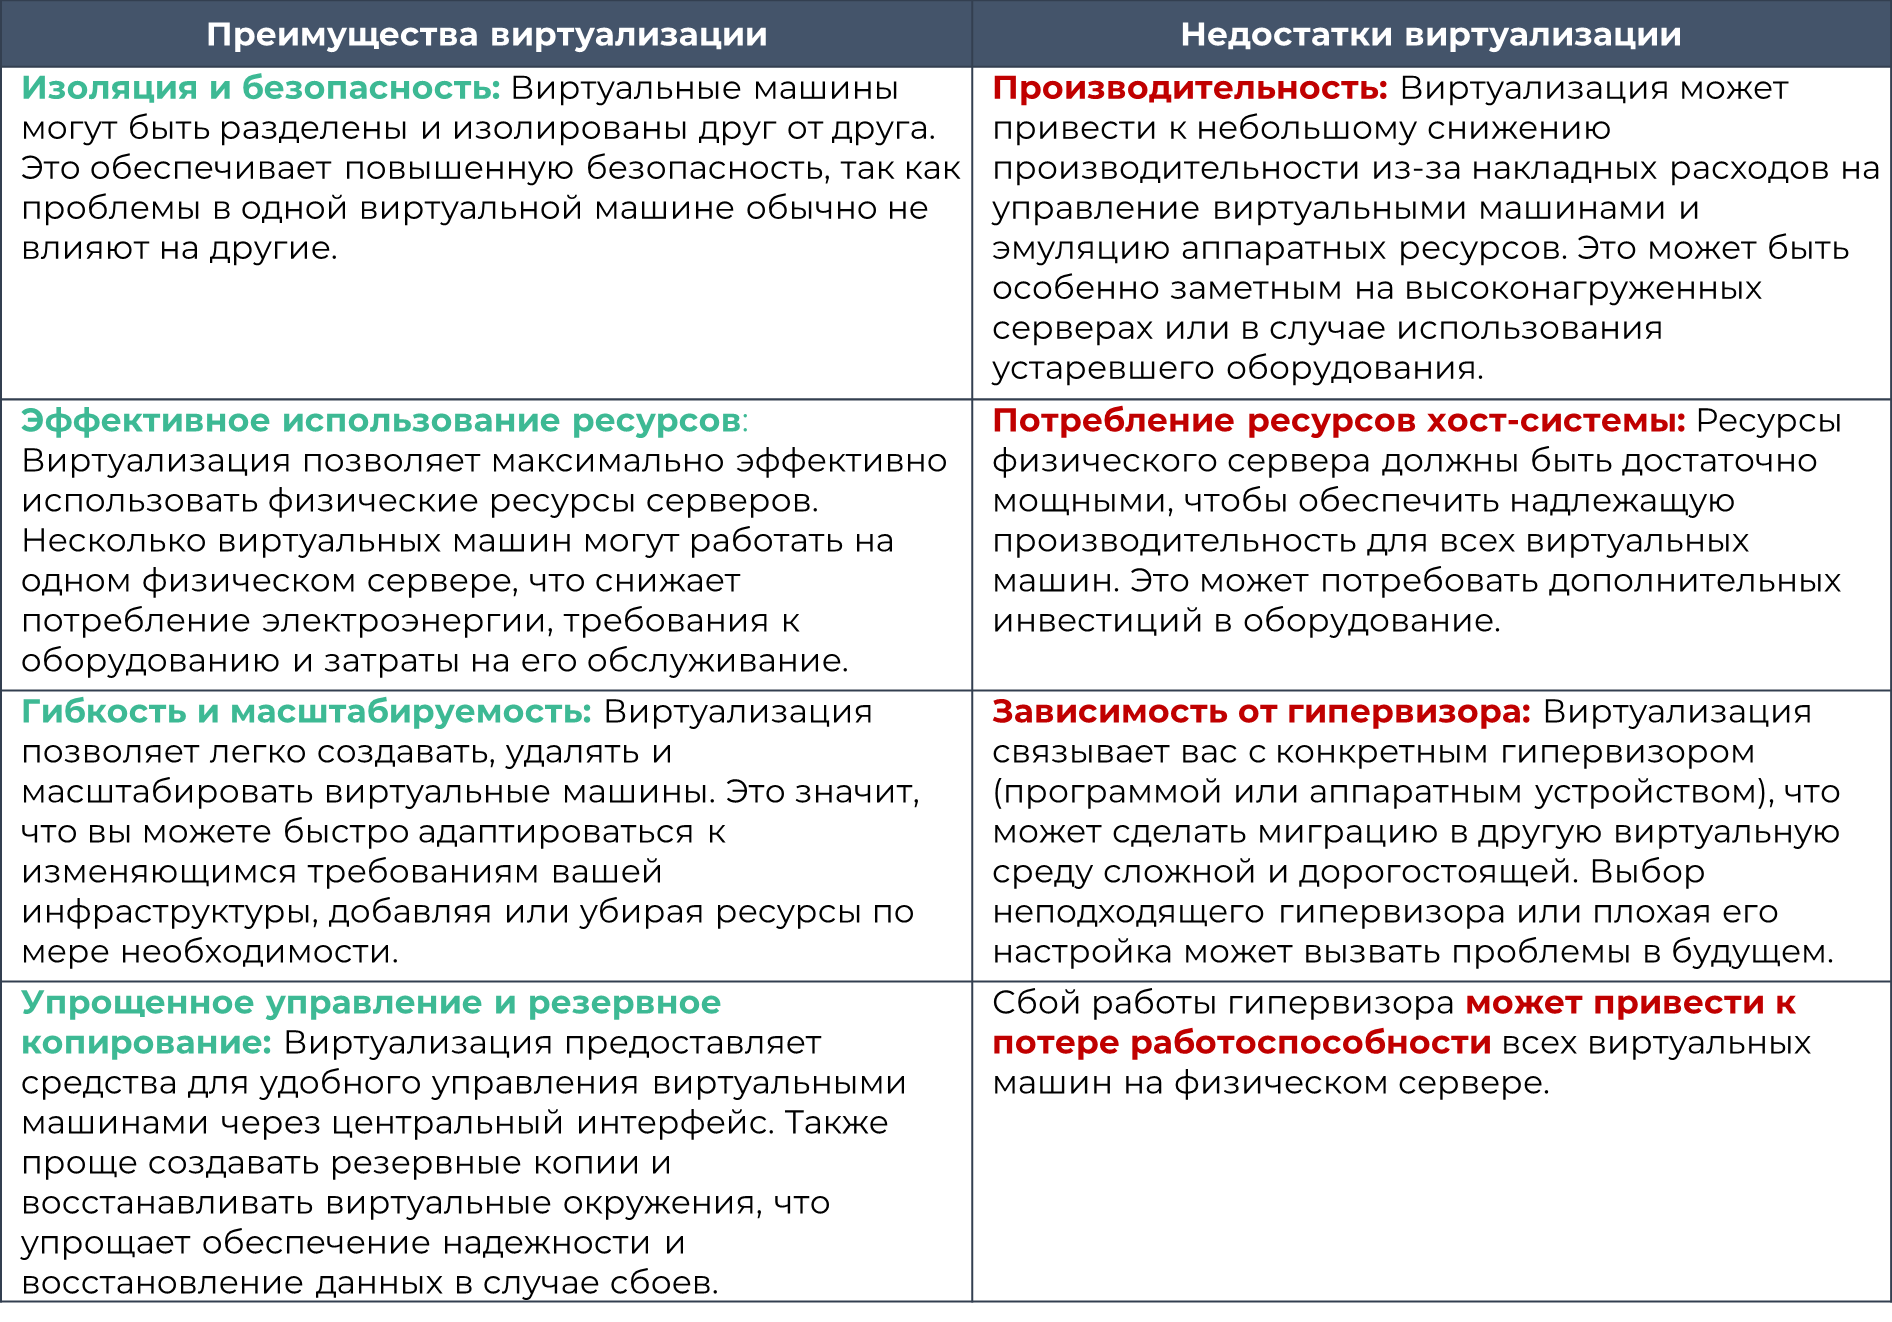 Преимущества виртуализации
Недостатки виртуализации
Изоляция и безопасность: Виртуальные машины
могут быть разделены и изолированы друг от друга.
Это обеспечивает повышенную безопасность, так как
проблемы в одной виртуальной машине обычно не
влияют на другие.
Производительность: Виртуализация может
привести к небольшому снижению
производительности из-за накладных расходов на
управление виртуальными машинами и
эмуляцию аппаратных ресурсов. Это может быть
особенно заметным на высоконагруженных
серверах или в случае использования
устаревшего оборудования.
Эффективное использование ресурсов:
Виртуализация позволяет максимально эффективно
использовать физические ресурсы серверов.
Несколько виртуальных машин могут работать на
одном физическом сервере, что снижает
потребление электроэнергии, требования к
оборудованию и затраты на его обслуживание.
Потребление ресурсов хост-системы: Ресурсы
физического сервера должны быть достаточно
мощными, чтобы обеспечить надлежащую
производительность для всех виртуальных
машин. Это может потребовать дополнительных
инвестиций в оборудование.
Гибкость и масштабируемость: Виртуализация
позволяет легко создавать, удалять и
масштабировать виртуальные машины. Это значит,
что вы можете быстро адаптироваться к
изменяющимся требованиям вашей
инфраструктуры, добавляя или убирая ресурсы по
мере необходимости.
Зависимость от гипервизора: Виртуализация
связывает вас с конкретным гипервизором
(программой или аппаратным устройством), что
может сделать миграцию в другую виртуальную
среду сложной и дорогостоящей. Выбор
неподходящего гипервизора или плохая его
настройка может вызвать проблемы в будущем.
Упрощенное управление и резервное
копирование: Виртуализация предоставляет
средства для удобного управления виртуальными
машинами через центральный интерфейс. Также
проще создавать резервные копии и
восстанавливать виртуальные окружения, что
упрощает обеспечение надежности и
восстановление данных в случае сбоев.
Сбой работы гипервизора может привести к
потере работоспособности всех виртуальных
машин на физическом сервере.